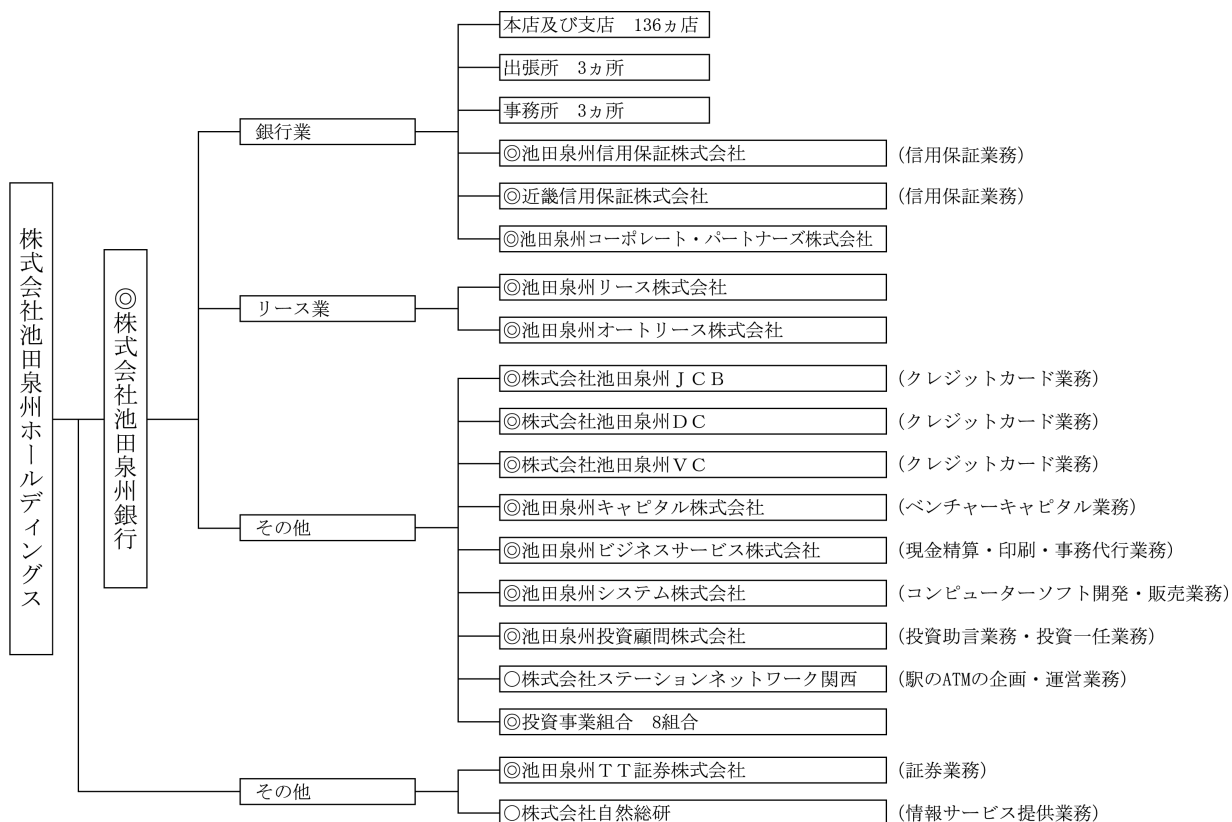 株式会社池田泉州ホールディングス
◎株式会社池田泉州銀行
銀行業
本店及び支店　136ヵ店
出張所　3ヵ所
事務所　3ヵ所
◎池田泉州信用保証株式会社 (信用保証業務)
◎近畿信用保証株式会社 (信用保証業務)
◎池田泉州コーポレート・パートナーズ株式会社
リース業
◎池田泉州リース株式会社
◎池田泉州オートリース株式会社
その他
◎株式会社池田泉州ＪＣＢ (クレジットカード業務)
◎株式会社池田泉州ＤＣ (クレジットカード業務)
◎株式会社池田泉州ＶＣ (クレジットカード業務)
◎池田泉州キャピタル株式会社 (ベンチャーキャピタル業務)
◎池田泉州ビジネスサービス株式会社 (現金精算・印刷・事務代行業務)
◎池田泉州システム株式会社 (コンピューターソフト開発・販売業務)
◎池田泉州投資顧問株式会社 (投資助言業務・投資一任業務)
○株式会社ステーションネットワーク関西 (駅のATMの企画・運営業務)
◎投資事業組合　8組合
その他
◎池田泉州ＴＴ証券株式会社 (証券業務)
○株式会社自然総研 (情報サービス提供業務)